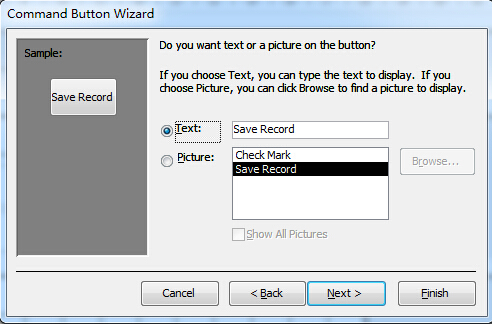 Command Button Wizard
Sample:
Save Record
Do you want text or a picture on the button?
If you choose Text, you can type the text to display. If you
choose Picture, you can click Browse to find a picture to display.
Text:
Save Record
Picture:
Check Mark
Save Record
Browse...
Show All Pictures
Cancel
< Back
Next >
Finish